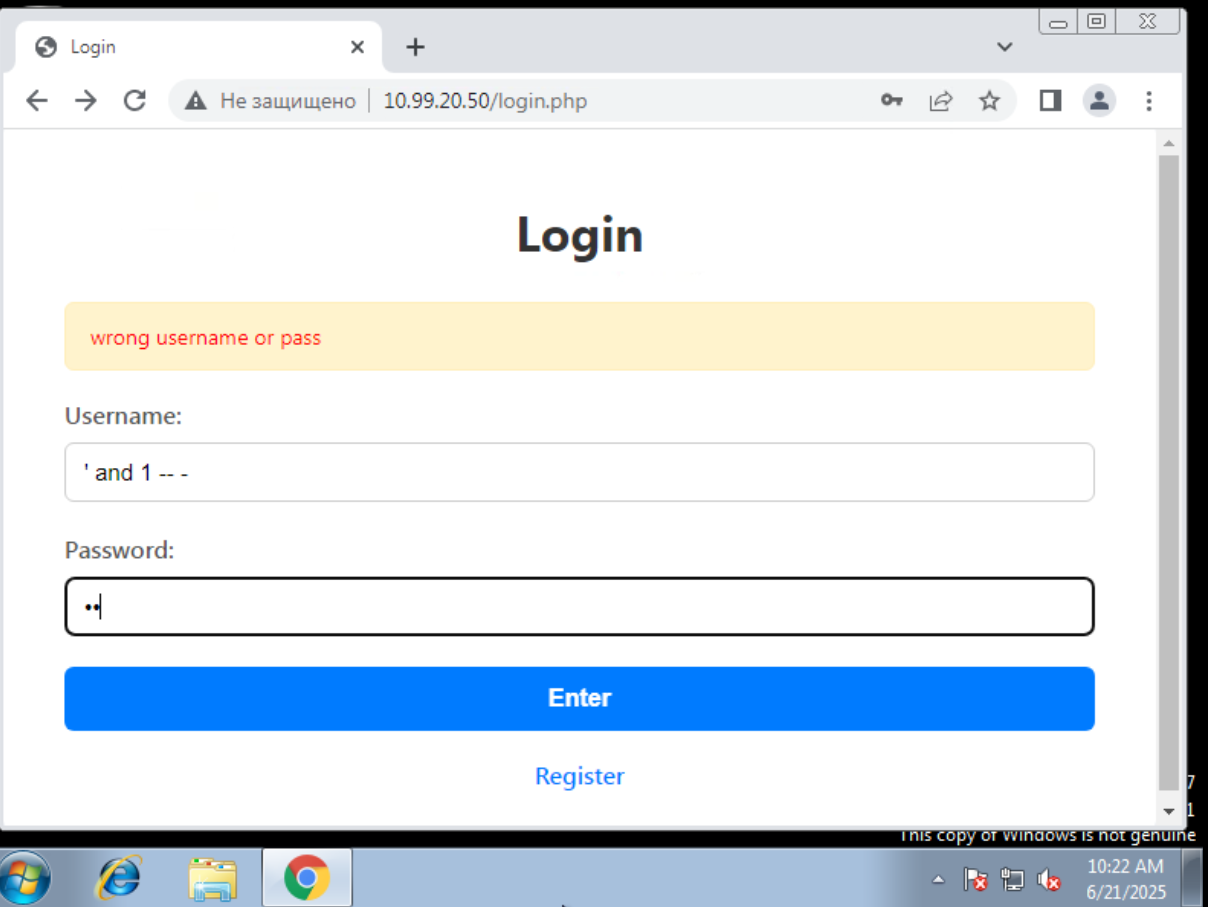 Login
Не защищено | 10.99.20.50/login.php
Login
wrong username or pass
Username:
' and 1 -- -
Password:
••
Enter
Register
7
1
This copy of Windows is not genuine
10:22 AM
6/21/2025